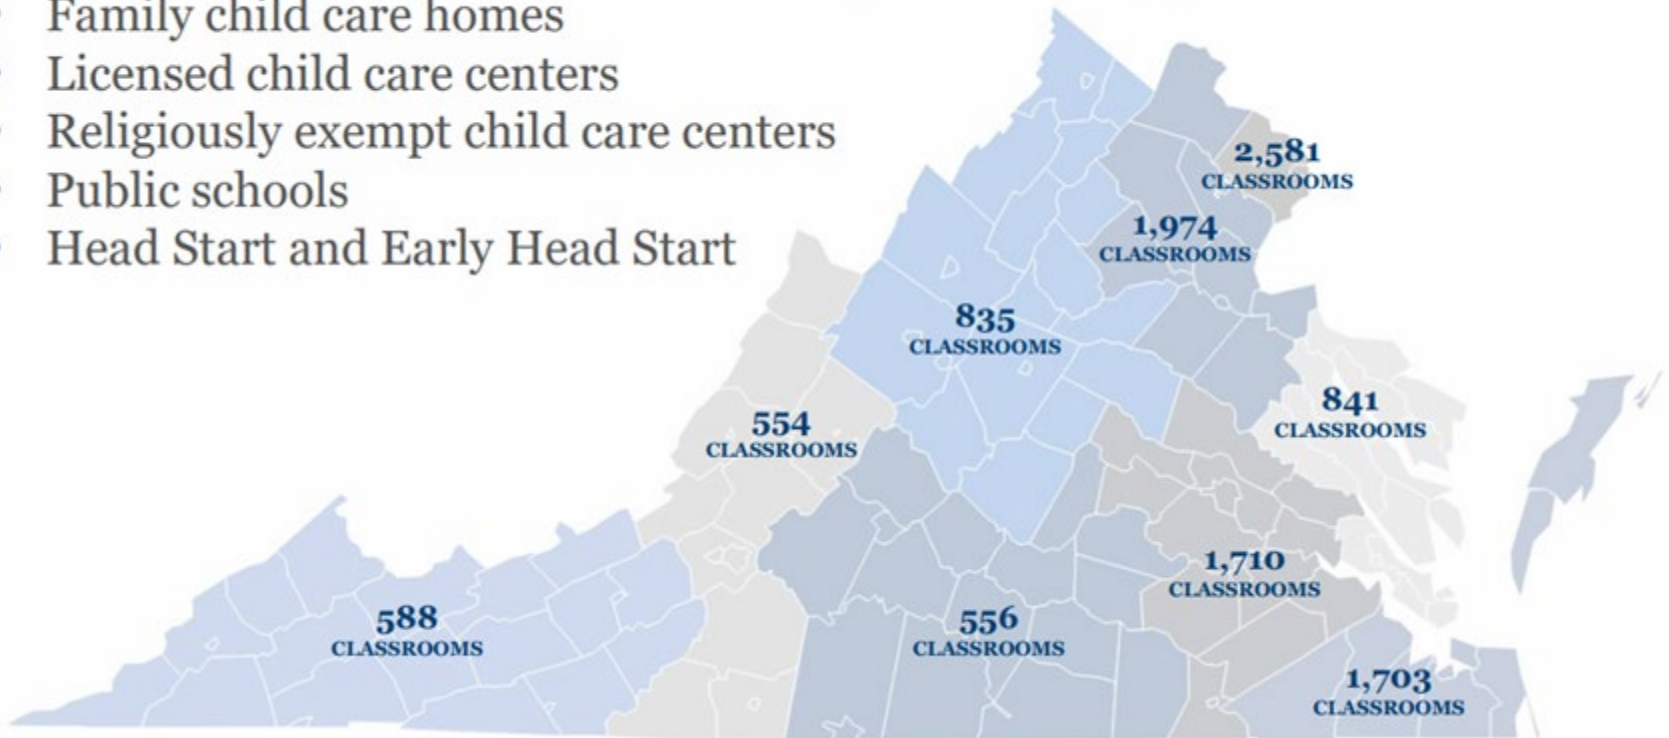 Family child care homes
Licensed child care centers
Religiously exempt child care centers
Public schools
Head Start and Early Head Start
2,581
CLASSROOMS
1,974
CLASSROOMS
835
CLASSROOMS
841
CLASSROOMS
554
CLASSROOMS
1,710
CLASSROOMS
588
CLASSROOMS
556
CLASSROOMS
1,703
CLASSROOMS